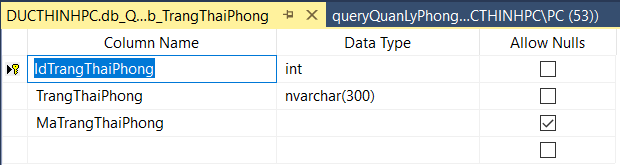 DUCTHINHPC.db_Q...b_TrangThaiPhong queryQuanLyPhong...CTHINHPC\PC (53))
Column Name Data Type Allow Nulls
IdTrangThaiPhong int
TrangThaiPhong nvarchar(300)
MaTrangThaiPhong